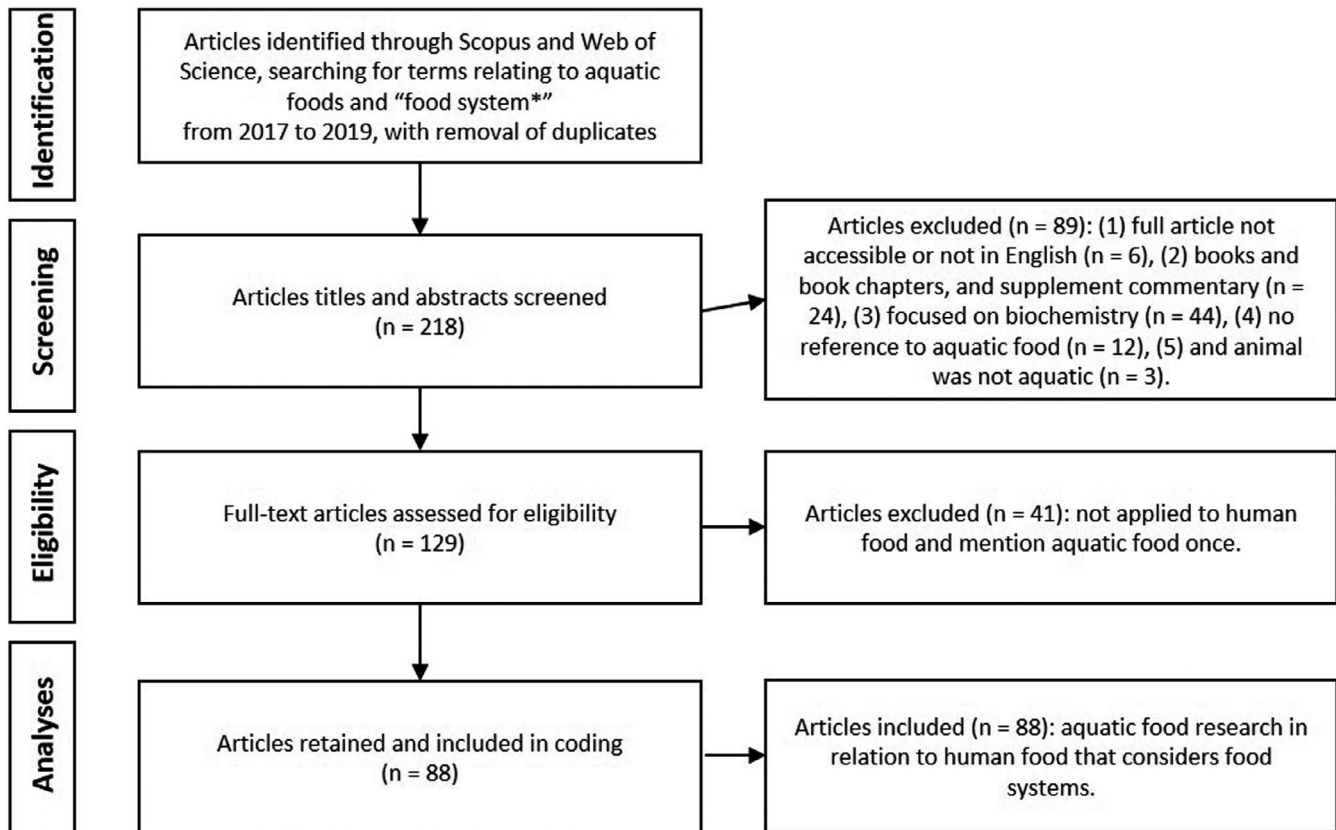 Identification
Articles identified through Scopus and Web of
Science, searching for terms relating to aquatic
foods and “food system*”
from 2017 to 2019, with removal of duplicates
Screening
Articles titles and abstracts screened
(n = 218)
Articles excluded (n = 89): (1) full article not
accessible or not in English (n = 6), (2) books and
book chapters, and supplement commentary (n =
24), (3) focused on biochemistry (n = 44), (4) no
reference to aquatic food (n = 12), (5) and animal
was not aquatic (n = 3).
Eligibility
Full-text articles assessed for eligibility
(n = 129)
Articles excluded (n = 41): not applied to human
food and mention aquatic food once.
Analyses
Articles retained and included in coding
(n = 88)
Articles included (n = 88): aquatic food research in
relation to human food that considers food
systems.